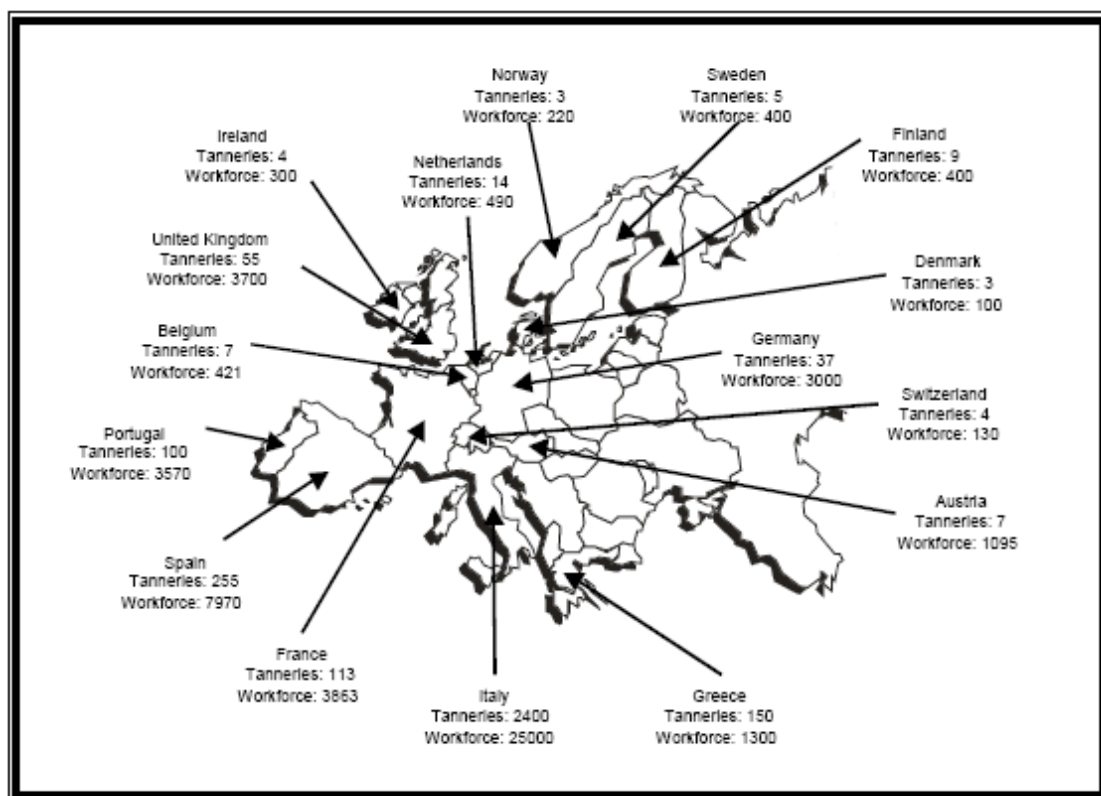 Norway
Tanneries: 3
Workforce: 220
Sweden
Tanneries: 5
Workforce: 400
Ireland
Tanneries: 4
Workforce: 300
Netherlands
Tanneries: 14
Workforce: 490
Finland
Tanneries: 9
Workforce: 400
United Kingdom
Tanneries: 55
Workforce: 3700
Denmark
Tanneries: 3
Workforce: 100
Belgium
Tanneries: 7
Workforce: 421
Germany
Tanneries: 37
Workforce: 3000
Switzerland
Tanneries: 4
Workforce: 130
Portugal
Tanneries: 100
Workforce: 3570
Austria
Tanneries: 7
Workforce: 1095
Spain
Tanneries: 255
Workforce: 7970
France
Tanneries: 113
Workforce: 3863
Italy
Tanneries: 2400
Workforce: 25000
Greece
Tanneries: 150
Workforce: 1300